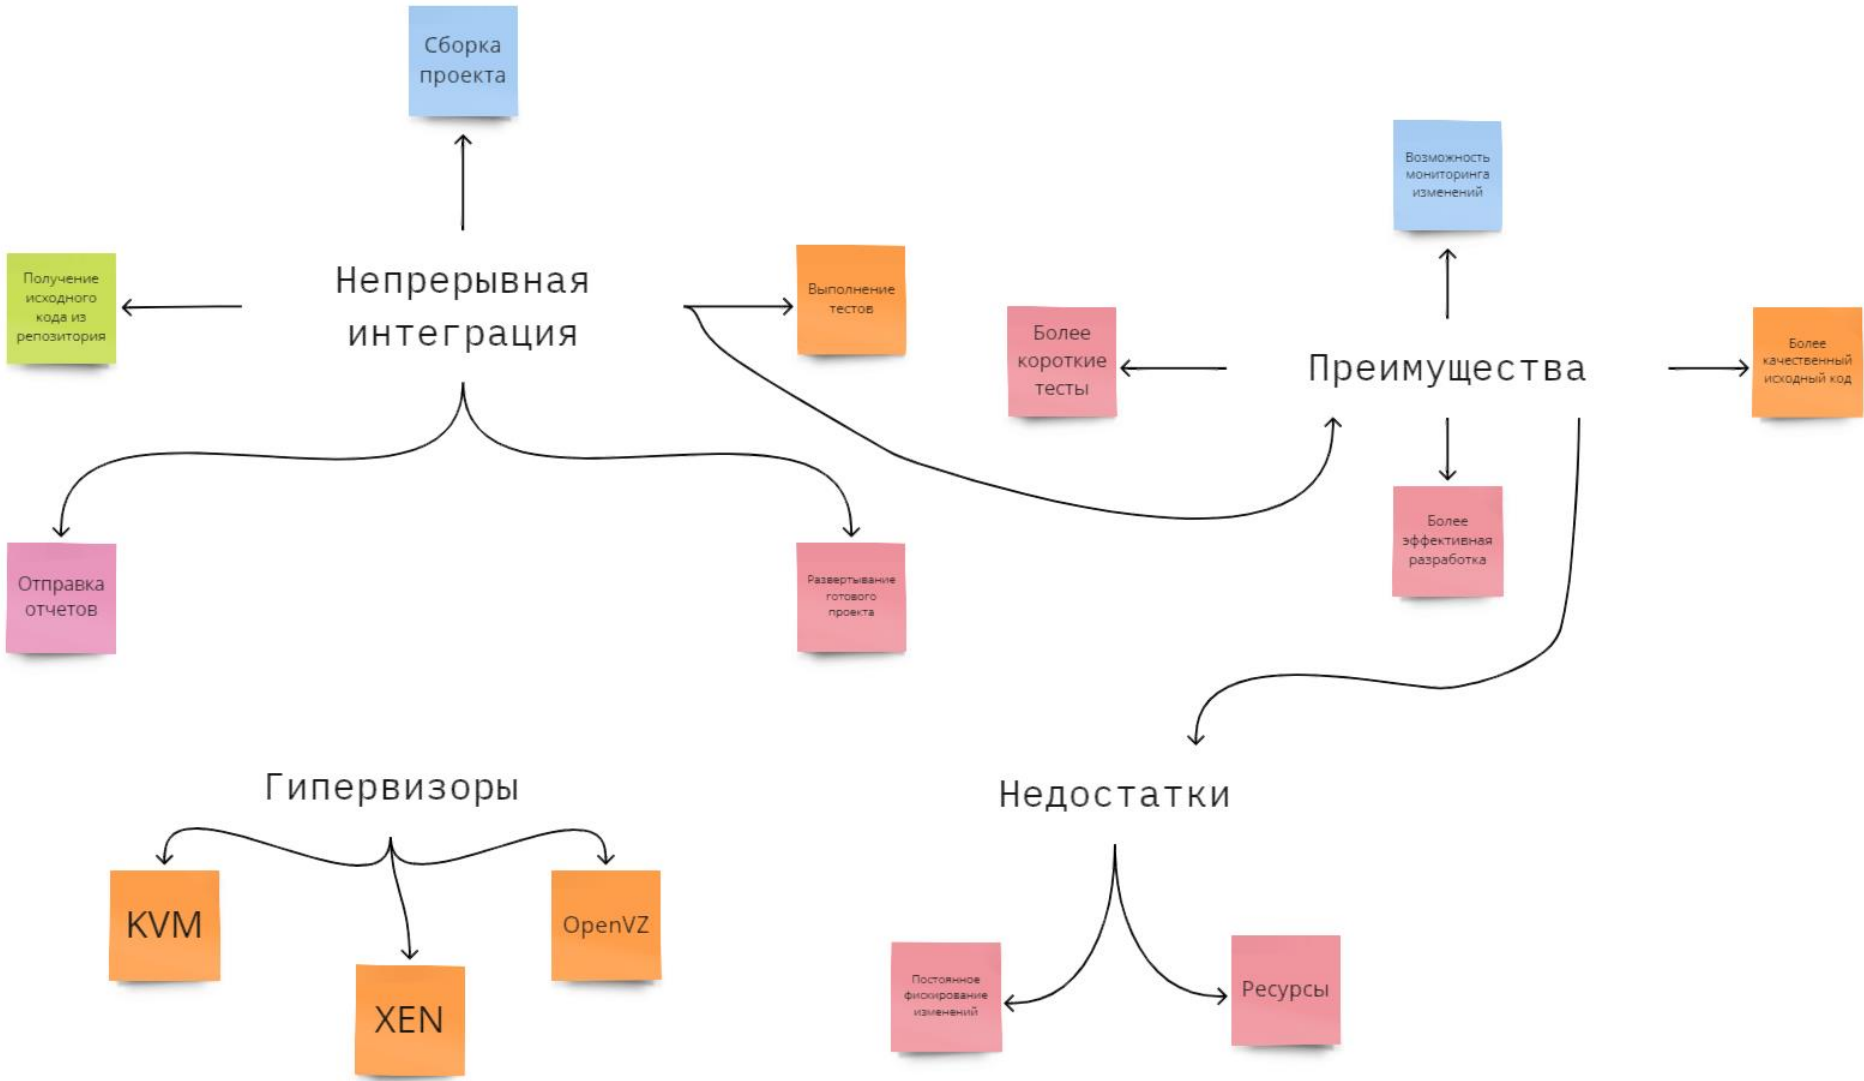 Сборка
проекта
Получение
исходного
кода из
репозитория
Непрерывная
интеграция
Выполнение
тестов
Отправка
отчетов
Развертывание
готового
проекта
Возможность
мониторинга
изменений
Более
короткие
тесты
Преимущества
Более
качественный
исходный код
Более
эффективная
разработка
Гипервизоры
KVM
XEN
OpenVZ
Недостатки
Постоянное
фискирование
изменений
Ресурсы